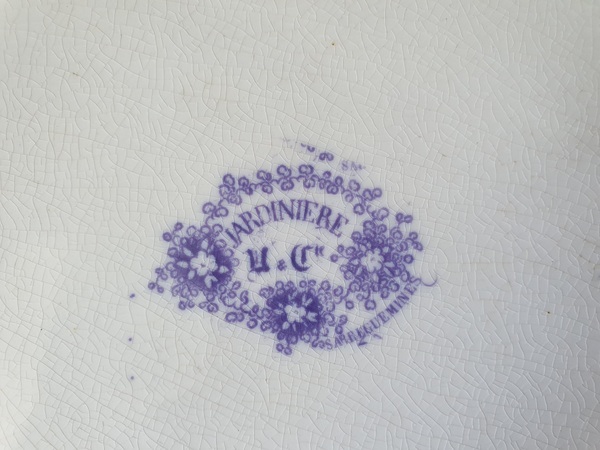 JARDINIERE
U & Cie
SARREGUEMINES